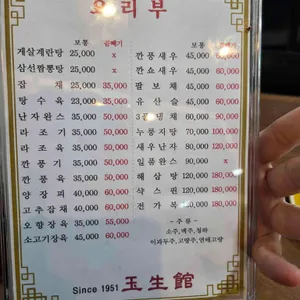 요리부
보통 곱빼기
게살계란탕 25,000 x
삼선짬뽕탕 25,000 x
잡채 25,000 35,000
탕수육 23,000 35,000
난자완스 35,000 50,000
라조기 35,000 50,000
라조육 35,000 50,000
깐풍기 35,000 50,000
깐풍육 35,000 50,000
양장피 40,000 60,000
고추잡채 40,000 60,000
오향장육 35,000 55,000
소고기장육 45,000 60,000
보통 곱빼기
깐풍새우 45,000 60,000
깐쇼새우 45,000 60,000
팔보채 45,000 60,000
유산슬 45,000 60,000
60,000 90,000
누룽지탕 70,000 100,000
새우난자 80,000 120,000
일품완스 90,000 x
해삼탕 120,000 180,000
샥스핀 120,000 180,000
전가복 120,000 180,000
- 주류 -
소주, 맥주, 청하
이과두주, 고량주, 연태고량
Since 1951 玉生館